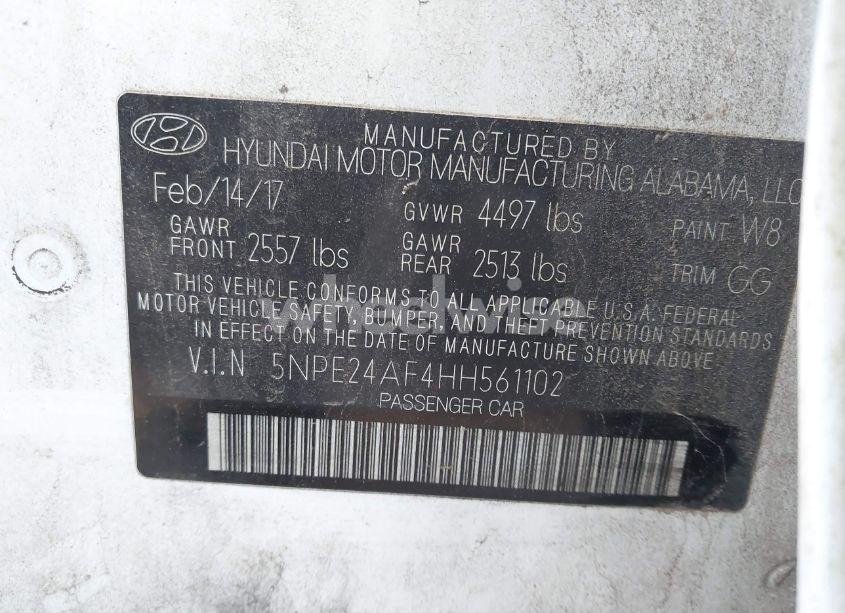 MANUFACTURED BY
HYUNDAI MOTOR MANUFACTURING ALABAMA, LLC
Feb/14/17 GVWR 4497 lbs PAINT W8
GAWR FRONT 2557 lbs GAWR REAR 2513 lbs TRIM GG
THIS VEHICLE CONFORMS TO ALL APPLICABLE U.S.A. FEDERAL
MOTOR VEHICLE SAFETY, BUMPER, AND THEFT PREVENTION STANDARDS
IN EFFECT ON THE DATE OF MANUFACTURE SHOWN ABOVE
V.I.N 5NPE24AF4HH561102
PASSENGER CAR
wheelwise